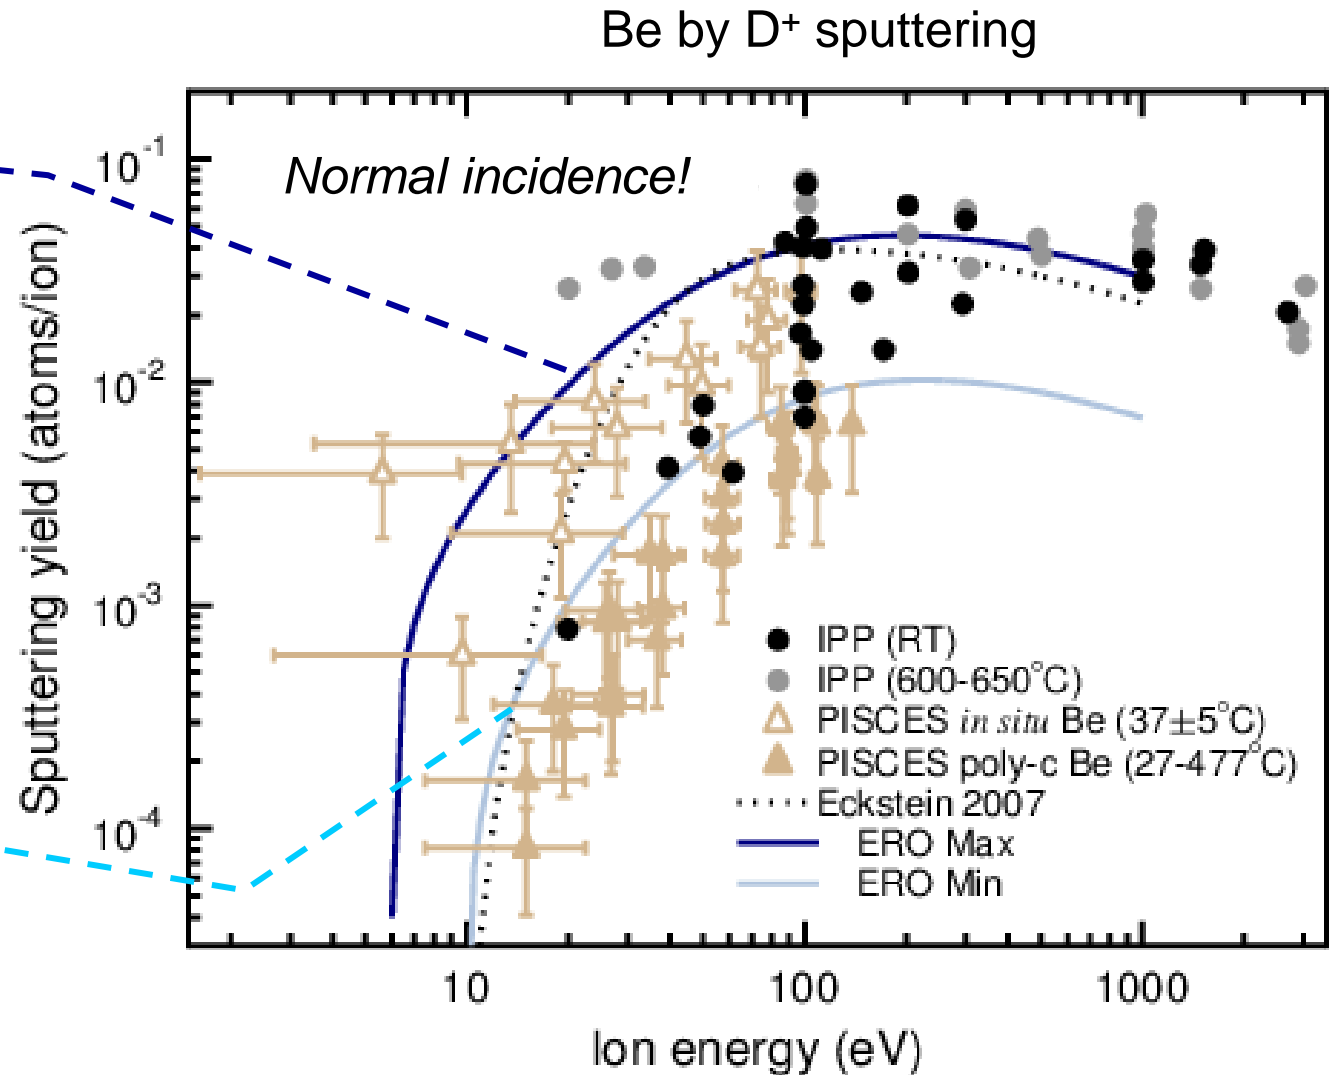 Be by D⁺ sputtering
Normal incidence!
Sputtering yield (atoms/ion)
10⁻¹
10⁻²
10⁻³
10⁻⁴
IPP (RT)
IPP (600-650°C)
PISCES in situ Be (37±5°C)
PISCES poly-c Be (27-477°C)
Eckstein 2007
ERO Max
ERO Min
10 100 1000
Ion energy (eV)